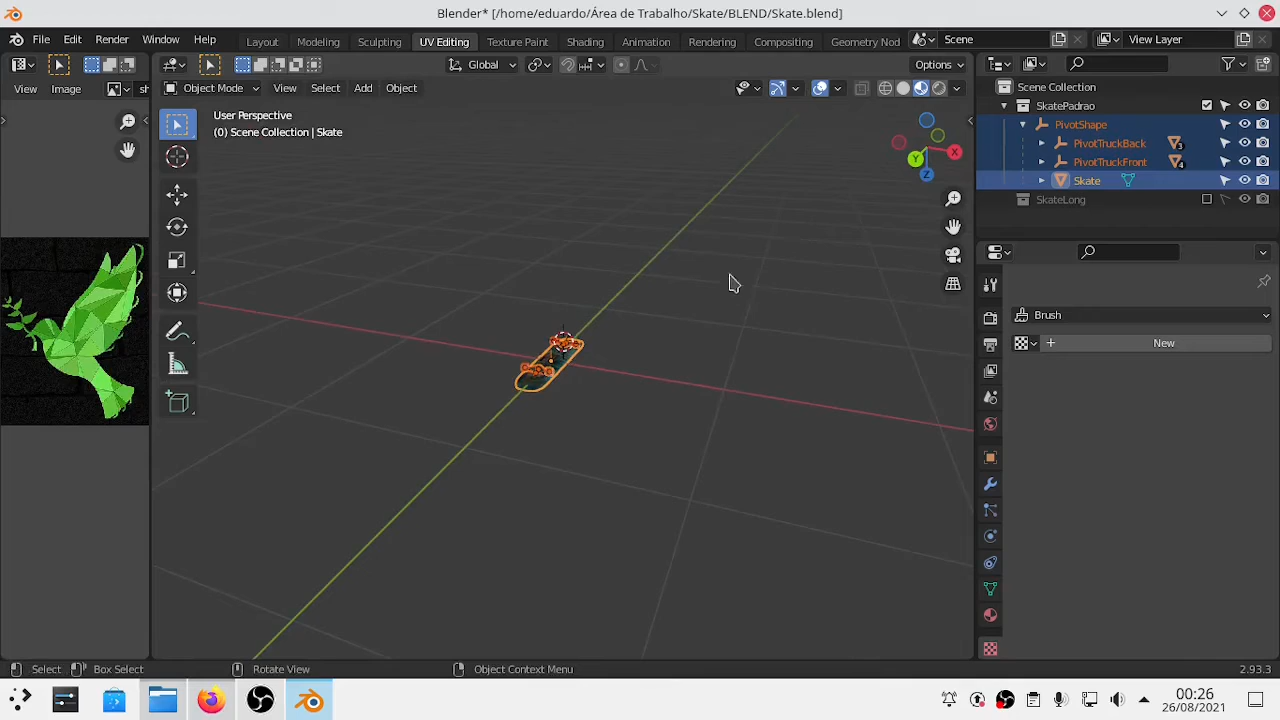 Blender* [/home/eduardo/Área de Trabalho/Skate/BLEND/Skate.blend]
File Edit Render Window Help Layout Modeling Sculpting UV Editing Texture Paint Shading Animation Rendering Compositing Geometry Nod Scene View Layer
Global Options
View Image sh Object Mode View Select Add Object
User Perspective
(0) Scene Collection | Skate
X
Y
Z
Scene Collection
SkatePadrao
PivotShape
PivotTruckBack 3
PivotTruckFront 4
Skate
SkateLong
Brush
New
Select Box Select Rotate View Object Context Menu 2.93.3
00:26
26/08/2021